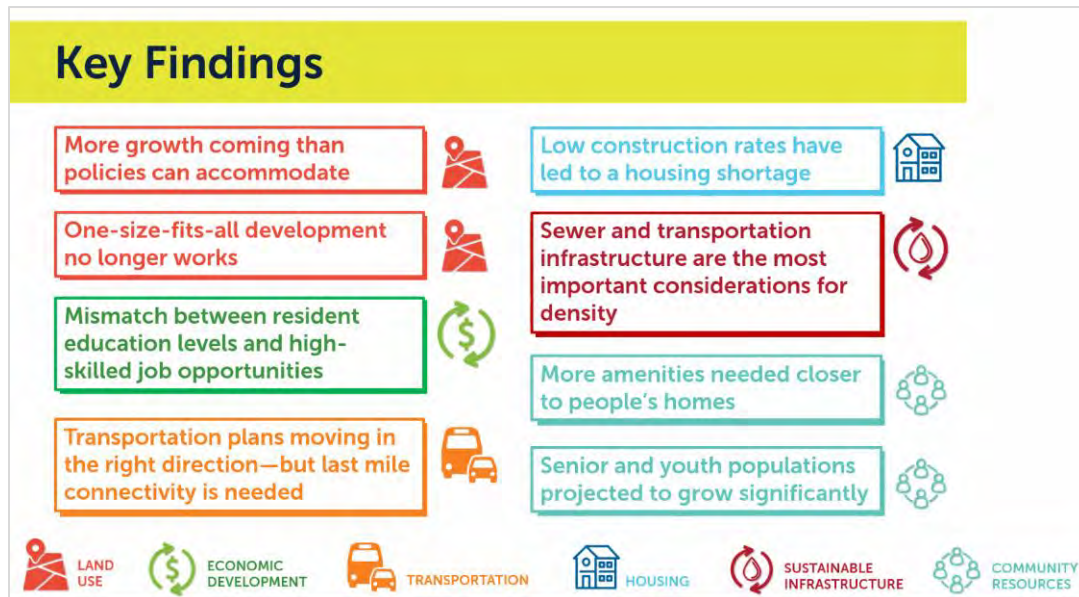 Key Findings
More growth coming than
policies can accommodate
One-size-fits-all development
no longer works
Mismatch between resident
education levels and high-
skilled job opportunities
Transportation plans moving in
the right direction—but last mile
connectivity is needed
Low construction rates have
led to a housing shortage
Sewer and transportation
infrastructure are the most
important considerations for
density
More amenities needed closer
to people's homes
Senior and youth populations
projected to grow significantly
LAND
USE
ECONOMIC
DEVELOPMENT
TRANSPORTATION
HOUSING
SUSTAINABLE
INFRASTRUCTURE
COMMUNITY
RESOURCES